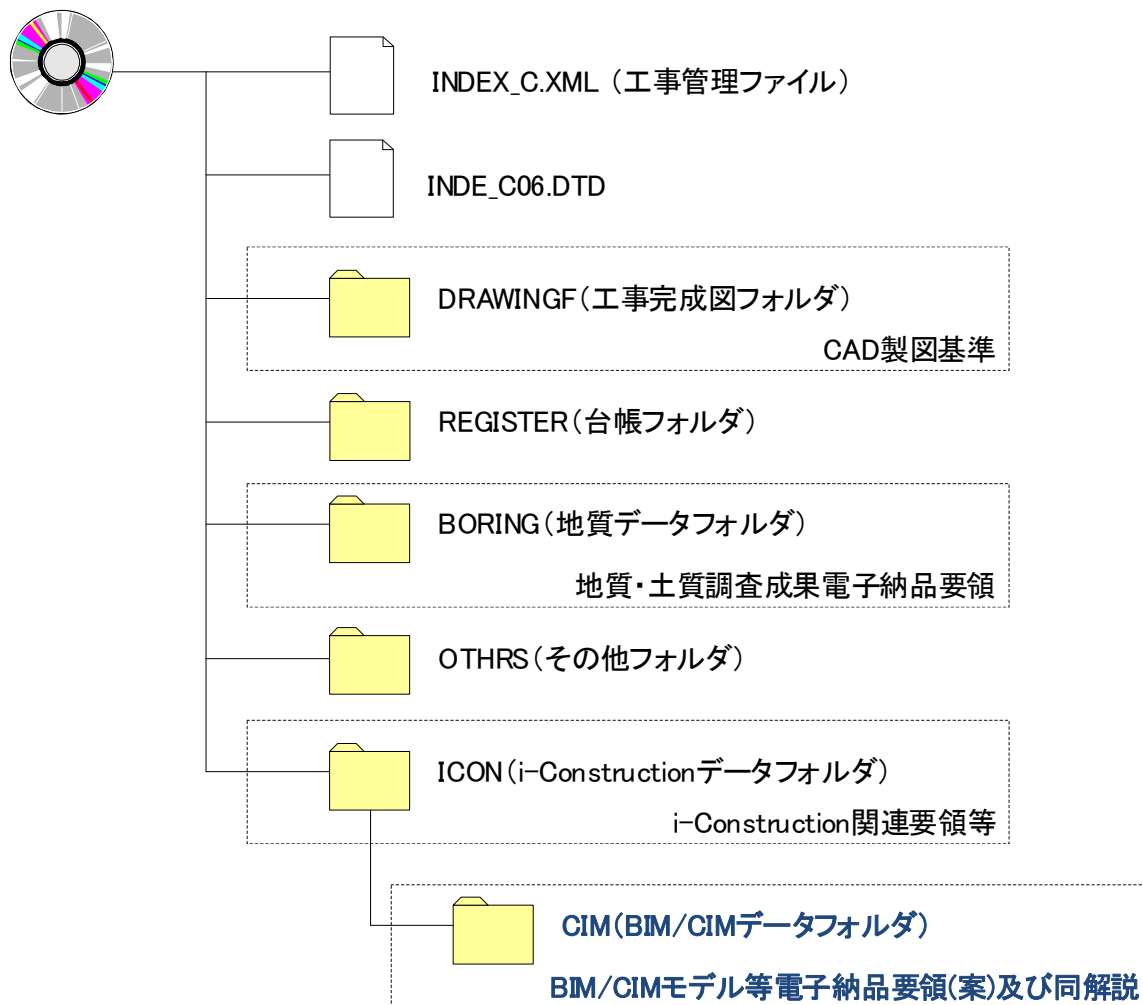 INDEX_C.XML（工事管理ファイル）
INDE_C06.DTD
DRAWINGF（工事完成図フォルダ）
CAD製図基準
REGISTER（台帳フォルダ）
BORING（地質データフォルダ）
地質・土質調査成果電子納品要領
OTHRS（その他フォルダ）
ICON（i-Constructionデータフォルダ）
i-Construction関連要領等
CIM（BIM/CIMデータフォルダ）
BIM/CIMモデル等電子納品要領(案)及び同解説